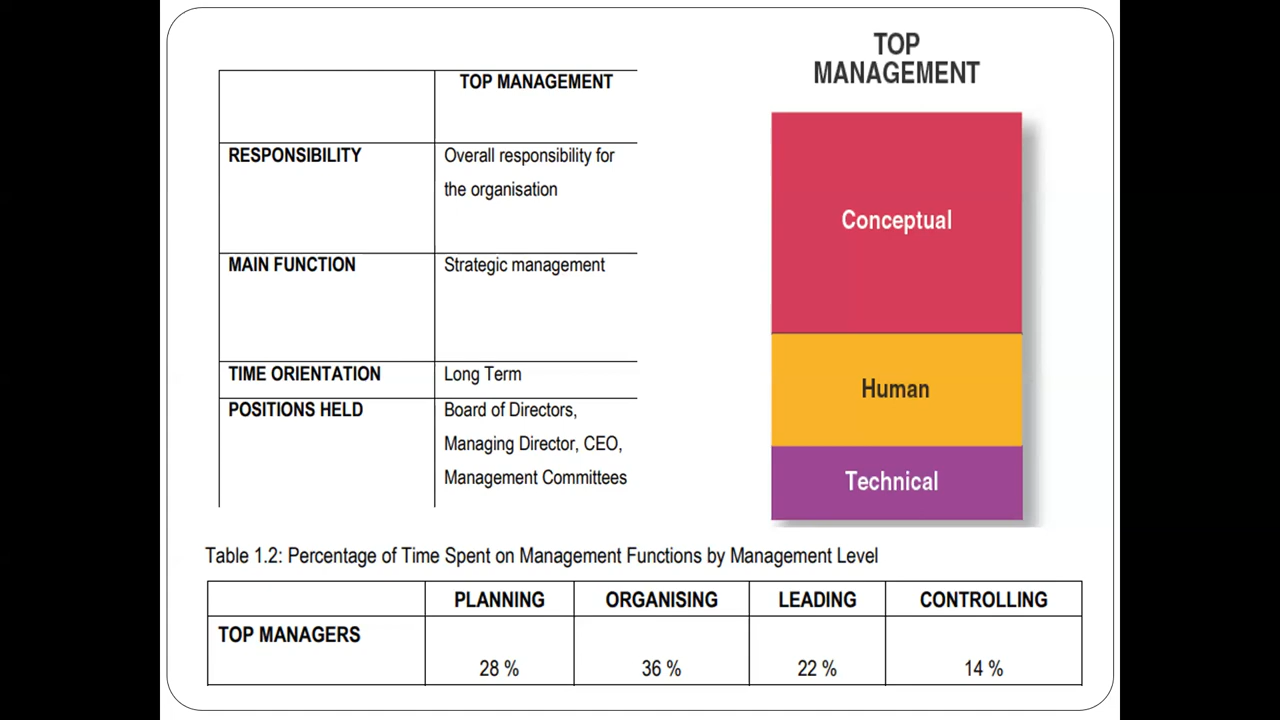 TOP MANAGEMENT
RESPONSIBILITY
Overall responsibility for
the organisation
MAIN FUNCTION
Strategic management
TIME ORIENTATION
Long Term
POSITIONS HELD
Board of Directors,
Managing Director, CEO,
Management Committees
TOP
MANAGEMENT
Conceptual
Human
Technical
Table 1.2: Percentage of Time Spent on Management Functions by Management Level
PLANNING ORGANISING LEADING CONTROLLING
TOP MANAGERS
28 % 36 % 22 % 14 %